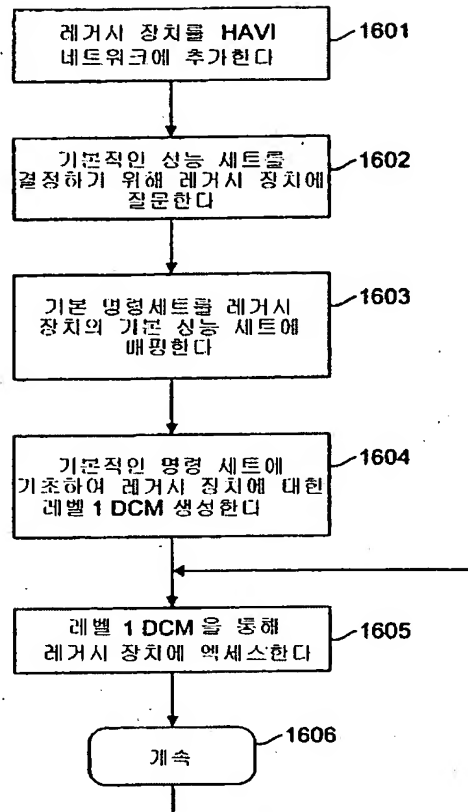 레거시 장치를 HAVI
네트워크에 추가한다
1601
기본적인 성능 세트를
결정하기 위해 레거시 장치에
질문한다
1602
기본 명령세트를 레거시
장치의 기본 성능 세트에
매핑한다
1603
기본적인 명령 세트에
기초하여 레거시 장치에 대한
레벨 1 DCM 생성한다
1604
레벨 1 DCM 을 통해
레거시 장치에 엑세스한다
1605
계속
1606